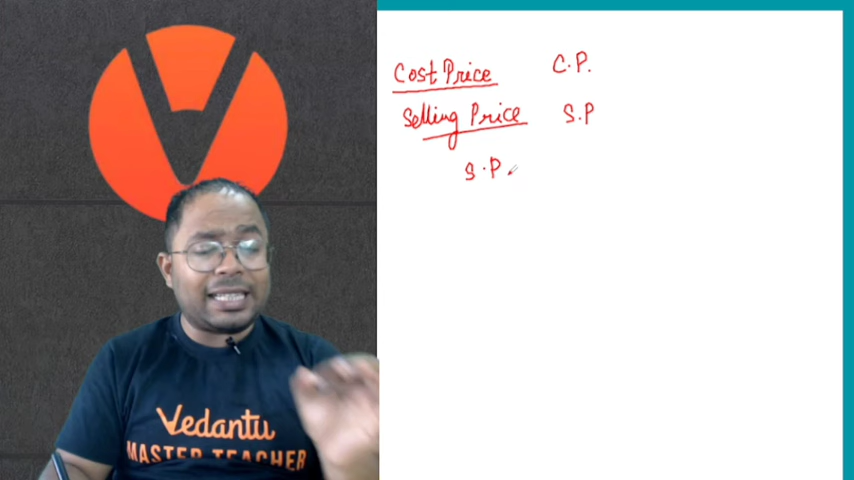 Cost Price C.P.
Selling Price S.P
S.P
Vedantu
MASTER TEACHER